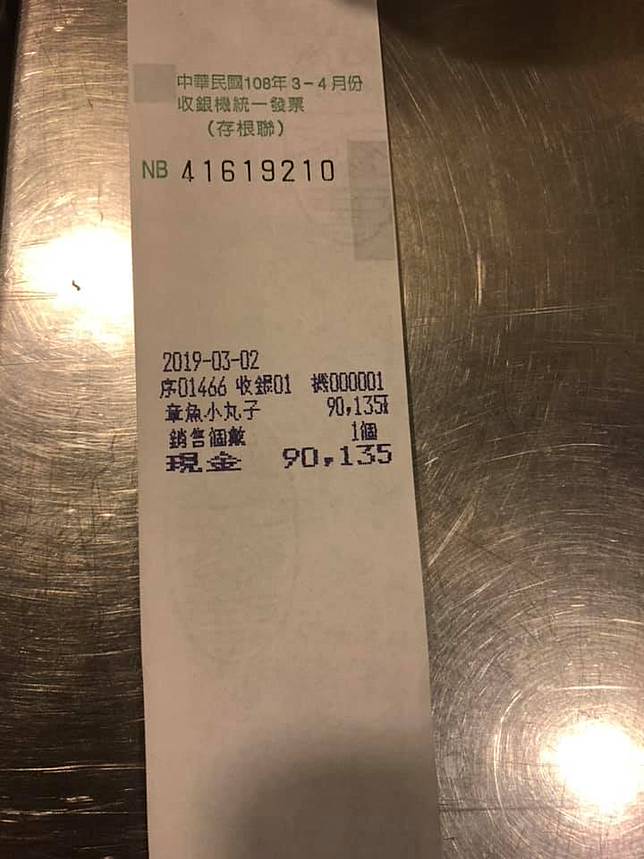 中華民國108年3-4月份
收銀機統一發票
(存根聯)
NB 41619210
2019-03-02
序01466 收銀01 機000001
章魚小丸子 90,135
銷售個數 1個
現金 90,135